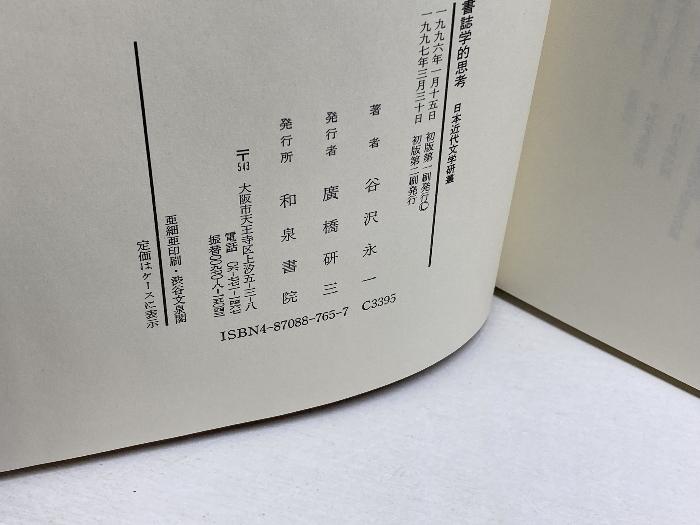 書誌学的思考 日本近代文学研叢
一九九六年一月十五日 初版第一刷発行©
一九九七年三月三十日 初版第二刷発行
著者 谷沢永一
発行者 廣橋研三
発行所 和泉書院
〒543 大阪市天王寺区上汐五-三-八
電話
振替
亜細亜印刷・渋谷文泉閣
定価はケースに表示
ISBN4-87088-765-7 C3395